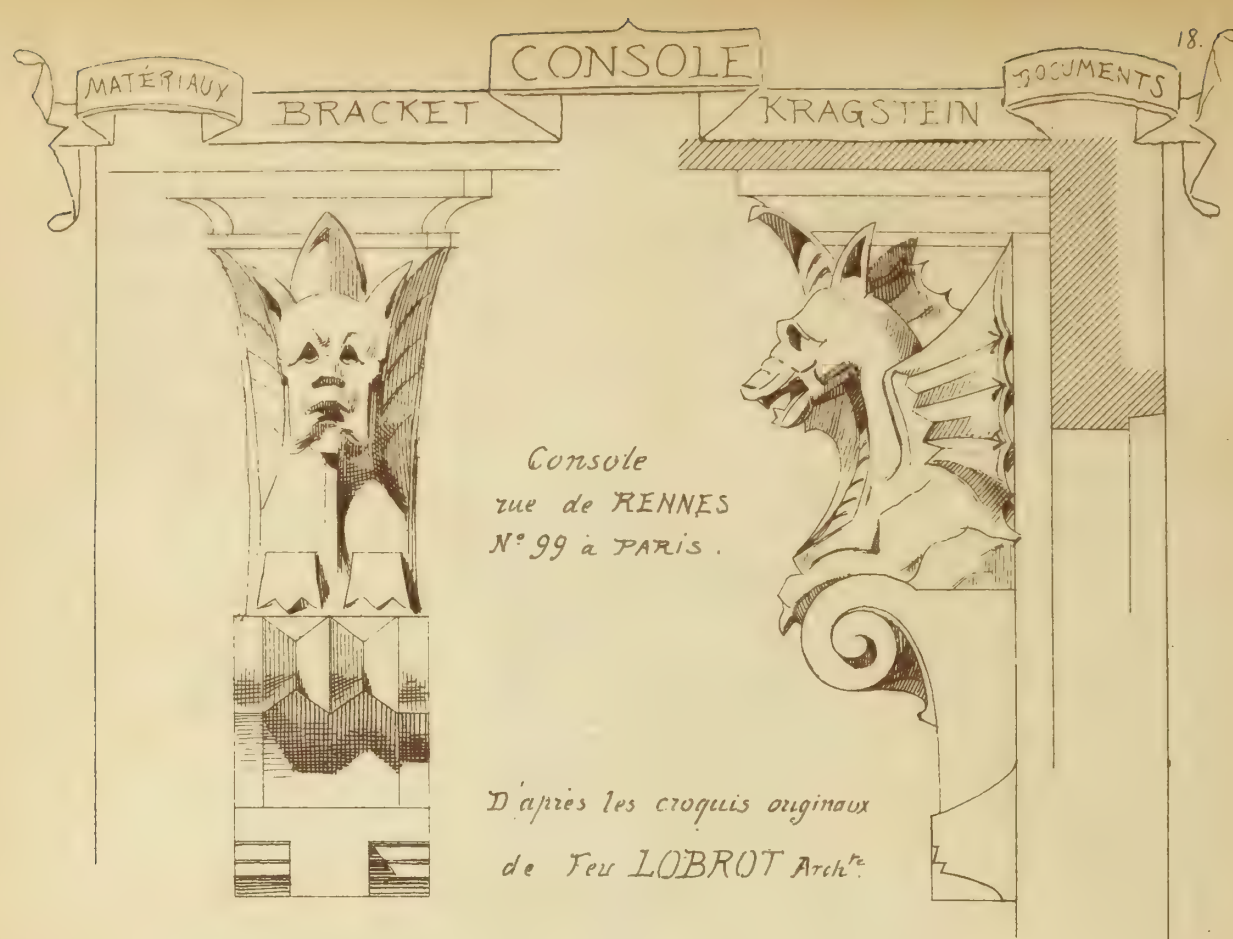 18.
CONSOLE
MATÉRIAUX
DOCUMENTS
BRACKET
KRAGSTEIN
Console
rue de RENNES
N° 99 à PARIS.
D'après les croquis originaux
de Feu LOBROT Archte.